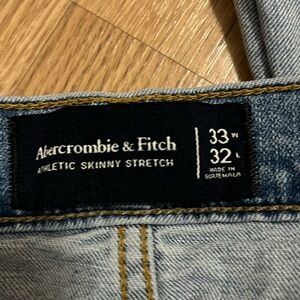 Abercrombie & Fitch
ATHLETIC SKINNY STRETCH
33 W
32 L
MADE IN
GUATEMALA